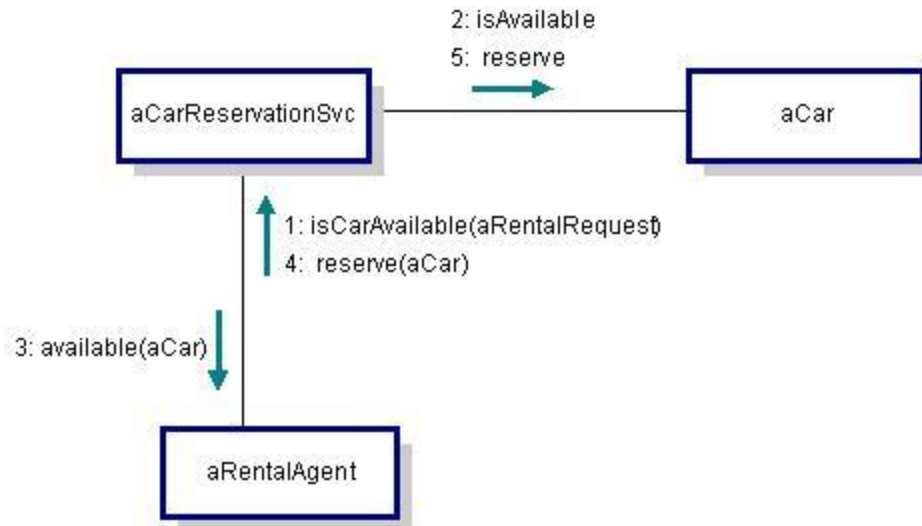 2: isAvailable
5: reserve
aCarReservationSvc
aCar
1: isCarAvailable(aRentalRequest)
4: reserve(aCar)
3: available(aCar)
aRentalAgent